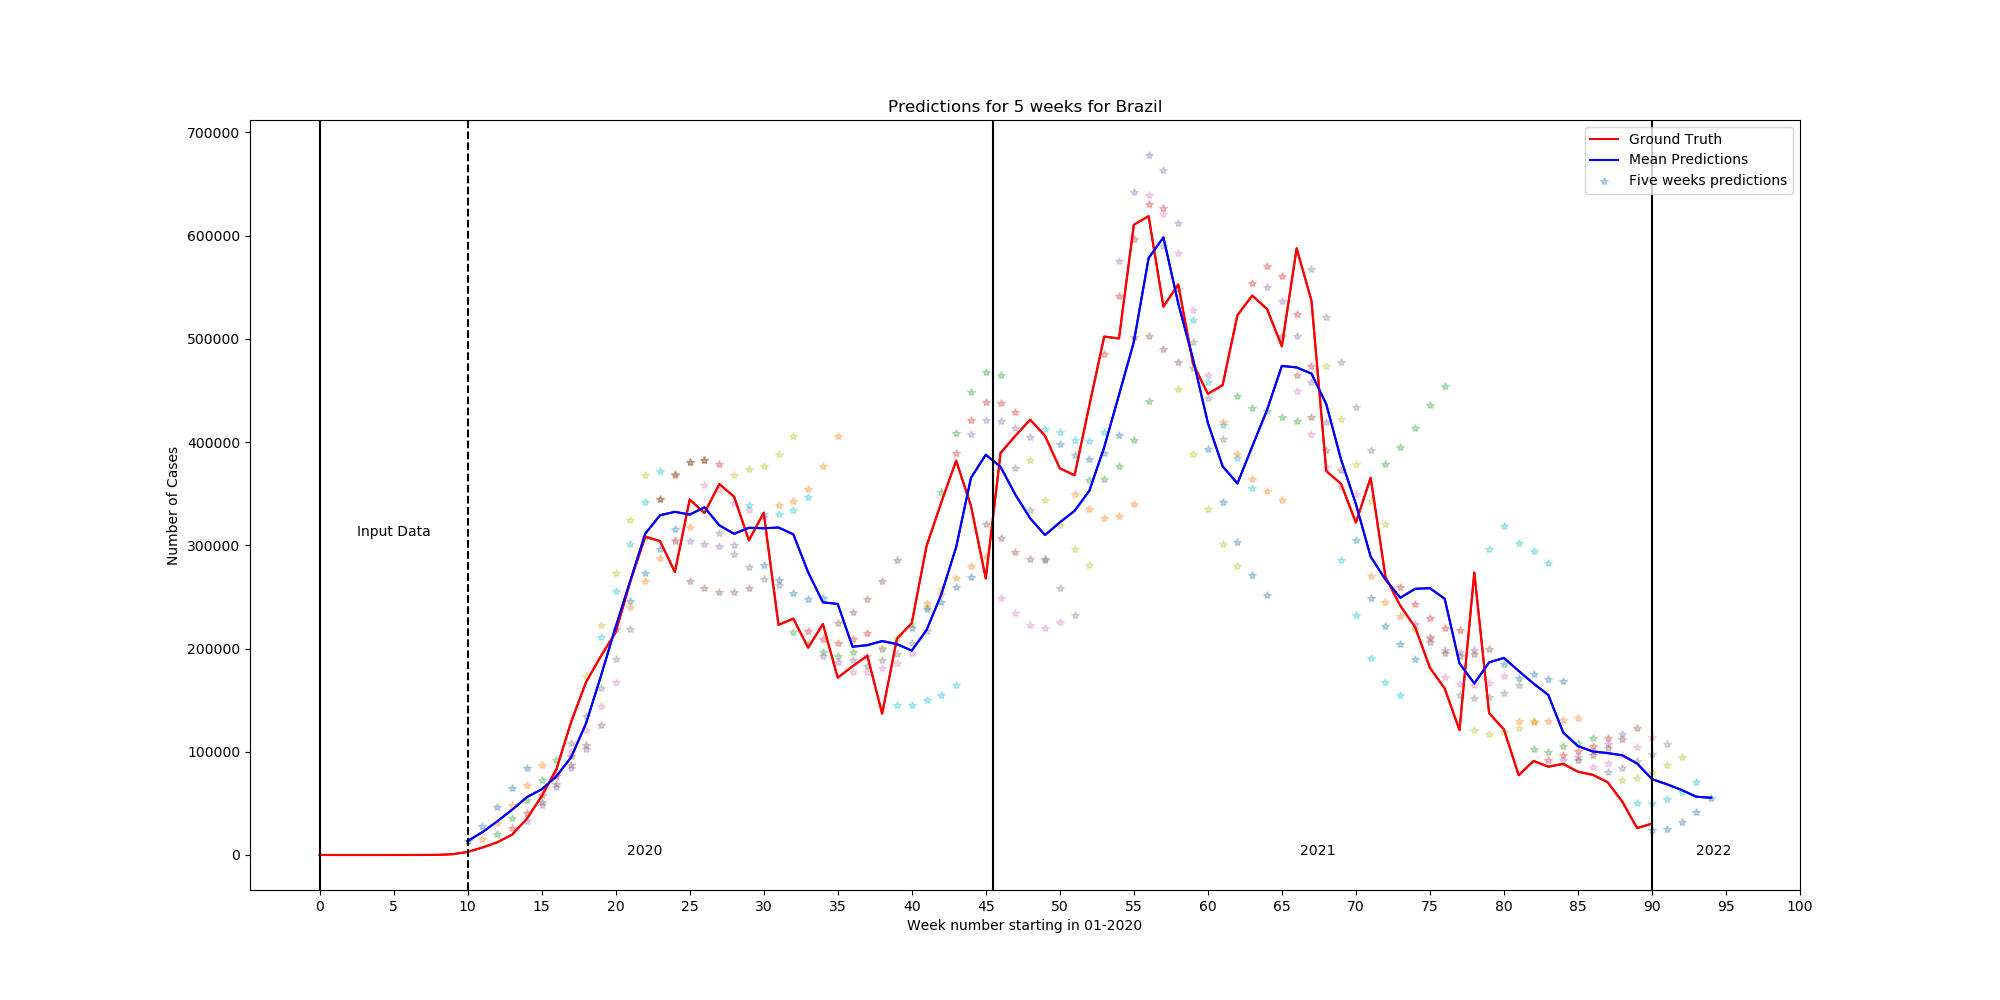 Predictions for 5 weeks for Brazil
700000
600000
500000
400000
300000
200000
100000
0
Number of Cases
Ground Truth
Mean Predictions
Five weeks predictions
Input Data
2020
2021
2022
0 5 10 15 20 25 30 35 40 45 50 55 60 65 70 75 80 85 90 95 100
Week number starting in 01-2020